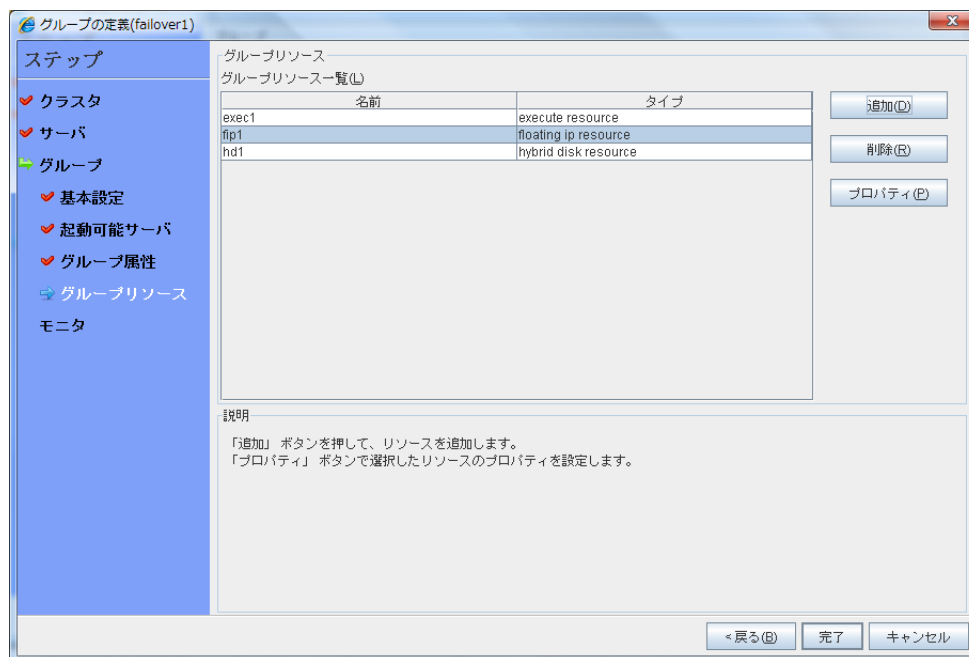 グループの定義(failover1)
ステップ
クラスタ
サーバ
グループ
基本設定
起動可能サーバ
グループ属性
グループリソース
モニタ
グループリソース
グループリソース一覧(L)
名前 タイプ
exec1 execute resource
fip1 floating ip resource
hd1 hybrid disk resource
追加(D)
削除(R)
プロパティ(P)
説明
「追加」 ボタンを押して、リソースを追加します。
「プロパティ」 ボタンで選択したリソースのプロパティを設定します。
<戻る(B) 完了 キャンセル